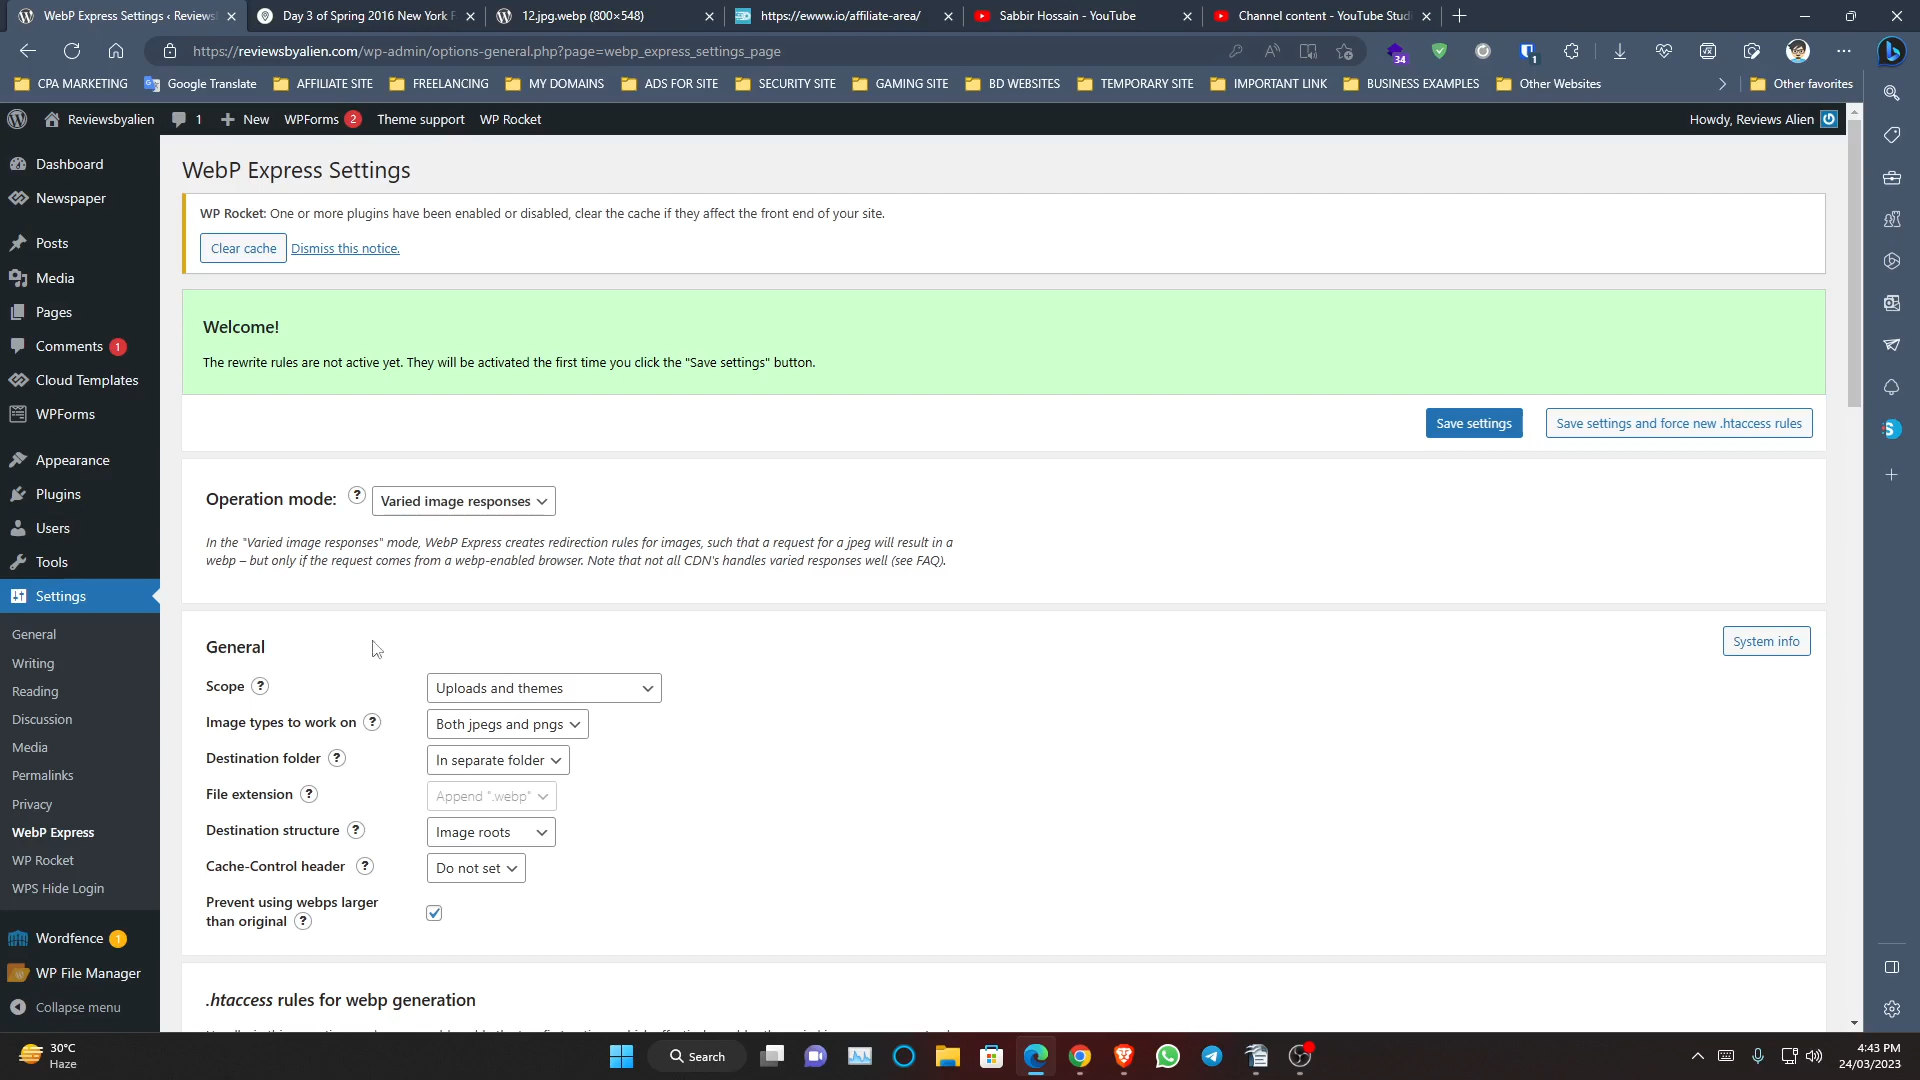 WebP Express Settings ‹ Reviews
Day 3 of Spring 2016 New York F
12.jpg.webp (800×548)
https://ewww.io/affiliate-area/
Sabbir Hossain - YouTube
Channel content - YouTube Studi
https://reviewsbyalien.com/wp-admin/options-general.php?page=webp_express_settings_page
34
1
CPA MARKETING
Google Translate
AFFILIATE SITE
FREELANCING
MY DOMAINS
ADS FOR SITE
SECURITY SITE
GAMING SITE
BD WEBSITES
TEMPORARY SITE
IMPORTANT LINK
BUSINESS EXAMPLES
Other Websites
Other favorites
Reviewsbyalien
1
New
WPForms 2
Theme support
WP Rocket
Howdy, Reviews Alien
Dashboard
Newspaper
Posts
Media
Pages
Comments 1
Cloud Templates
WPForms
Appearance
Plugins
Users
Tools
Settings
General
Writing
Reading
Discussion
Media
Permalinks
Privacy
WebP Express
WP Rocket
WPS Hide Login
Wordfence 1
WP File Manager
Collapse menu
WebP Express Settings
WP Rocket: One or more plugins have been enabled or disabled, clear the cache if they affect the front end of your site.
Clear cache Dismiss this notice.
Welcome!
The rewrite rules are not active yet. They will be activated the first time you click the "Save settings" button.
Save settings
Save settings and force new .htaccess rules
Operation mode: ? Varied image responses
In the "Varied image responses" mode, WebP Express creates redirection rules for images, such that a request for a jpeg will result in a
webp – but only if the request comes from a webp-enabled browser. Note that not all CDN's handles varied responses well (see FAQ).
General
System info
Scope ? Uploads and themes
Image types to work on ? Both jpegs and pngs
Destination folder ? In separate folder
File extension ? Append ".webp"
Destination structure ? Image roots
Cache-Control header ? Do not set
Prevent using webps larger
than original ?
.htaccess rules for webp generation
30°C
Haze
Search
4:43 PM
24/03/2023